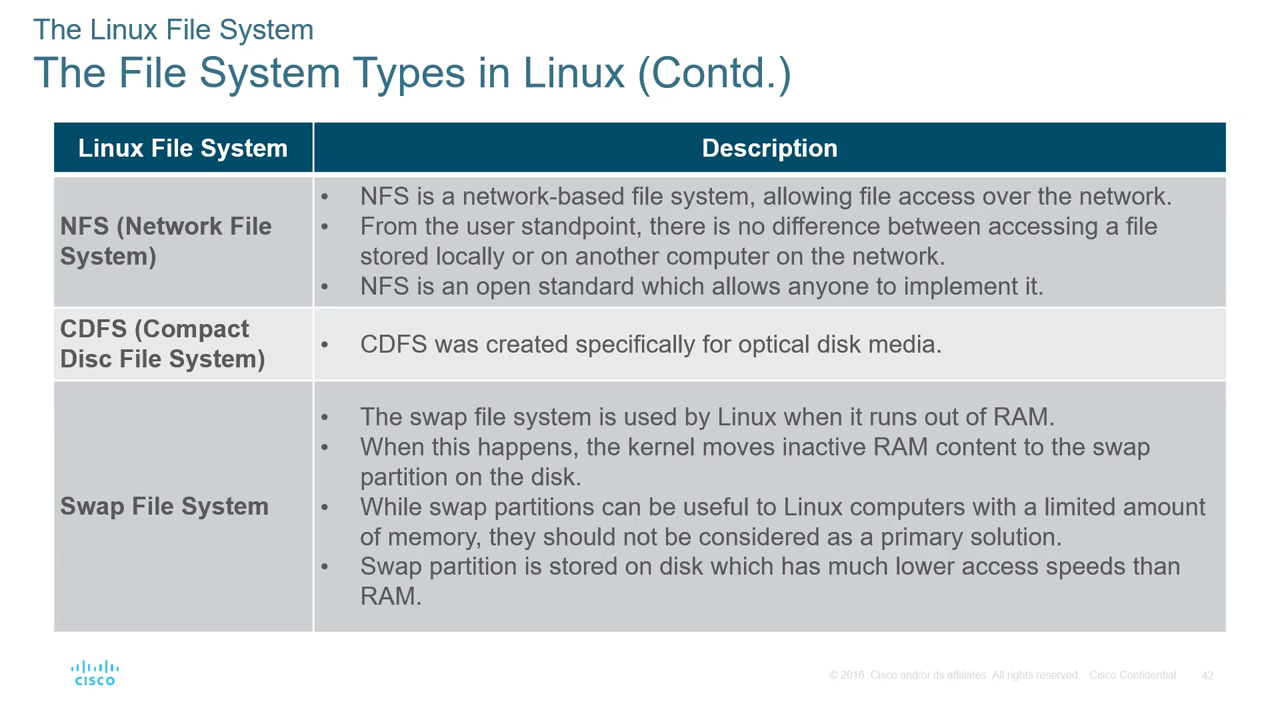 The Linux File System
The File System Types in Linux (Contd.)
Linux File System
Description
NFS (Network File
System)
• NFS is a network-based file system, allowing file access over the network.
• From the user standpoint, there is no difference between accessing a file
stored locally or on another computer on the network.
• NFS is an open standard which allows anyone to implement it.
CDFS (Compact
Disc File System)
• CDFS was created specifically for optical disk media.
Swap File System
• The swap file system is used by Linux when it runs out of RAM.
• When this happens, the kernel moves inactive RAM content to the swap
partition on the disk.
• While swap partitions can be useful to Linux computers with a limited amount
of memory, they should not be considered as a primary solution.
• Swap partition is stored on disk which has much lower access speeds than
RAM.
CISCO
© 2016 Cisco and/or its affiliates. All rights reserved. Cisco Confidential
42